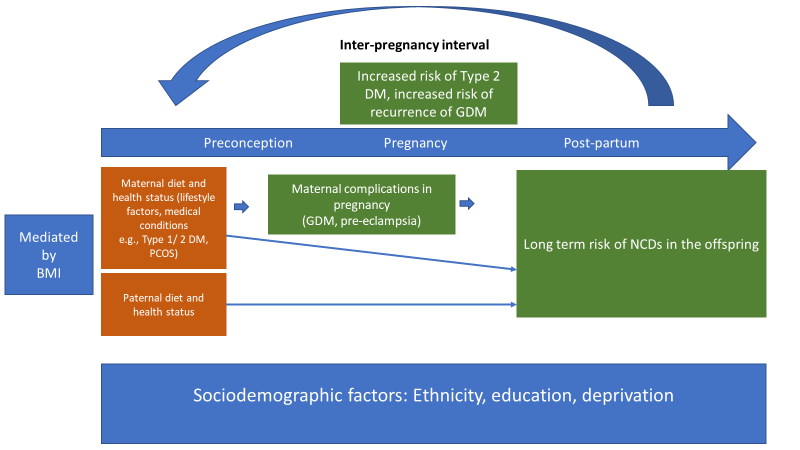 Inter-pregnancy interval
Increased risk of Type 2
DM, increased risk of
recurrence of GDM
Preconception
Pregnancy
Post-partum
Maternal diet and
health status (lifestyle
factors, medical
conditions
e.g., Type 1/ 2 DM,
PCOS)
Maternal complications in
pregnancy
(GDM, pre-eclampsia)
Long term risk of NCDs in the offspring
Mediated
by
BMI
Paternal diet and
health status
Sociodemographic factors: Ethnicity, education, deprivation